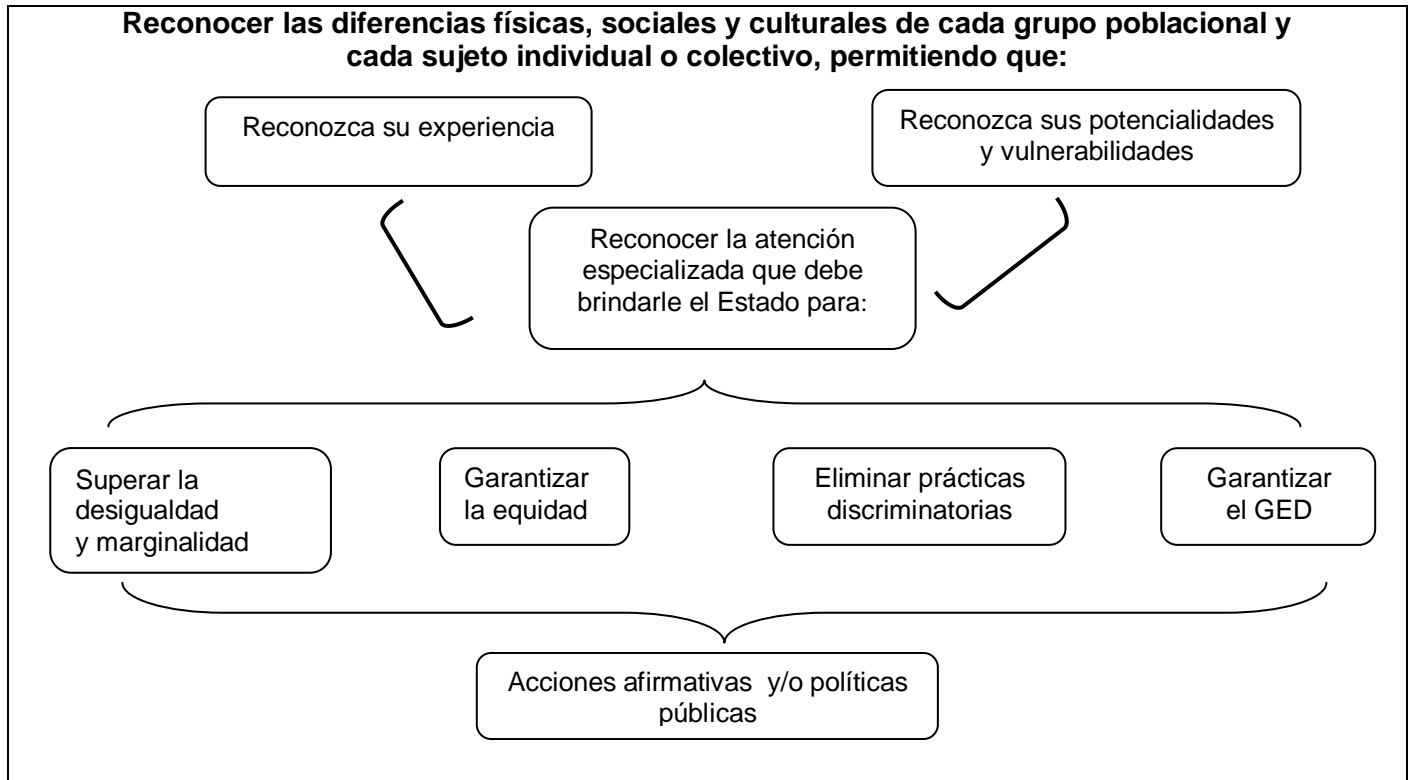 Reconocer las diferencias físicas, sociales y culturales de cada grupo poblacional y
cada sujeto individual o colectivo, permitiendo que:
Reconozca su experiencia
Reconozca sus potencialidades
y vulnerabilidades
Reconocer la atención
especializada que debe
brindarle el Estado para:
Superar la
desigualdad
y marginalidad
Garantizar
la equidad
Eliminar prácticas
discriminatorias
Garantizar
el GED
Acciones afirmativas  y/o políticas
públicas